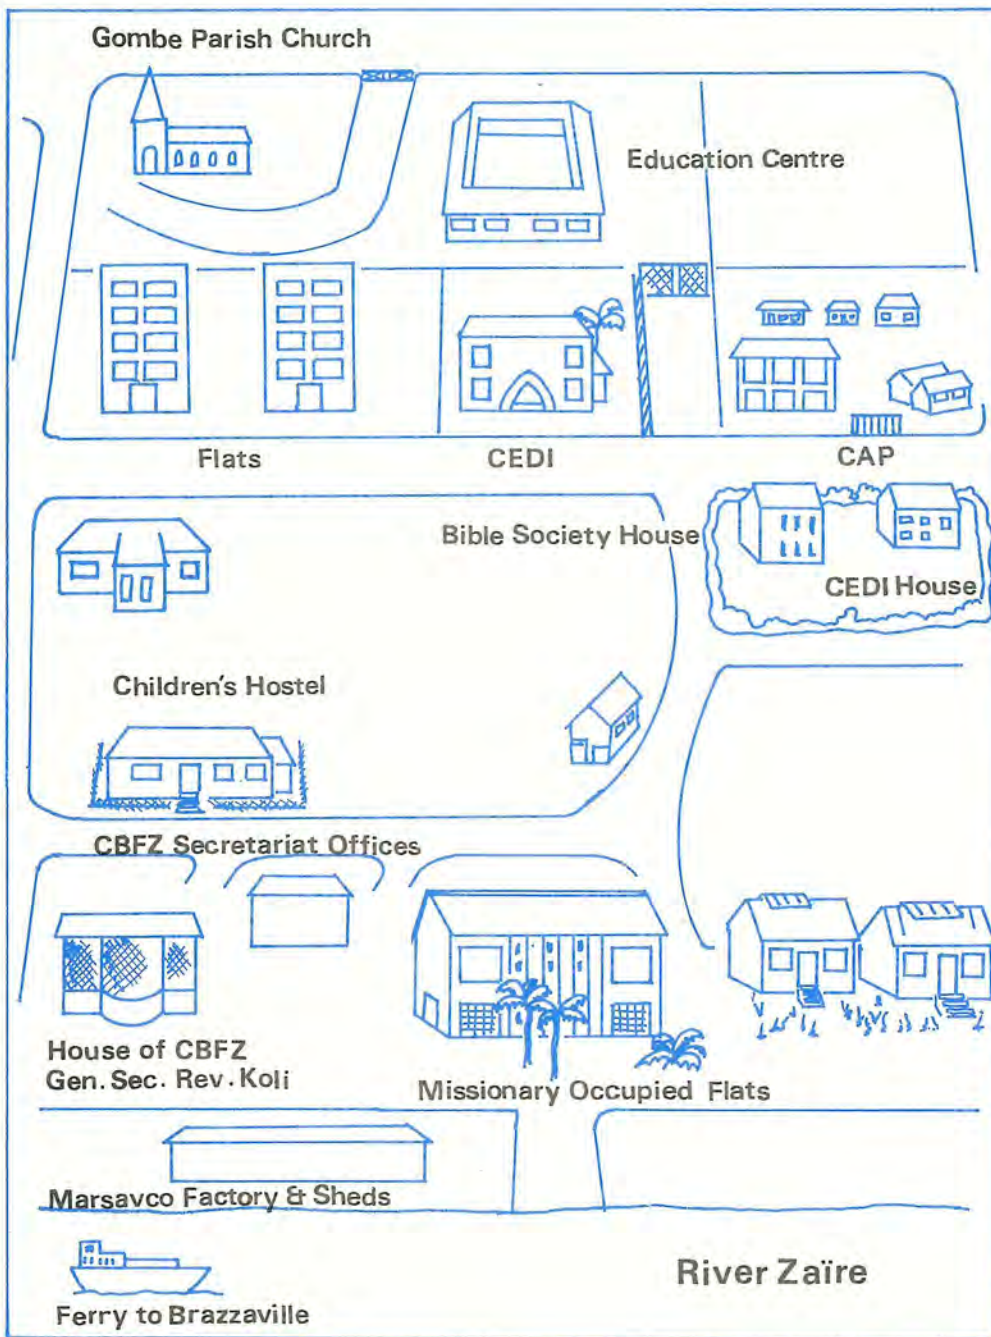 Gombe Parish Church
Education Centre
Flats
CEDI
CAP
Bible Society House
CEDI House
Children's Hostel
CBFZ Secretariat Offices
House of CBFZ
Gen. Sec. Rev. Koli
Missionary Occupied Flats
Marsavco Factory & Sheds
River Zaïre
Ferry to Brazzaville